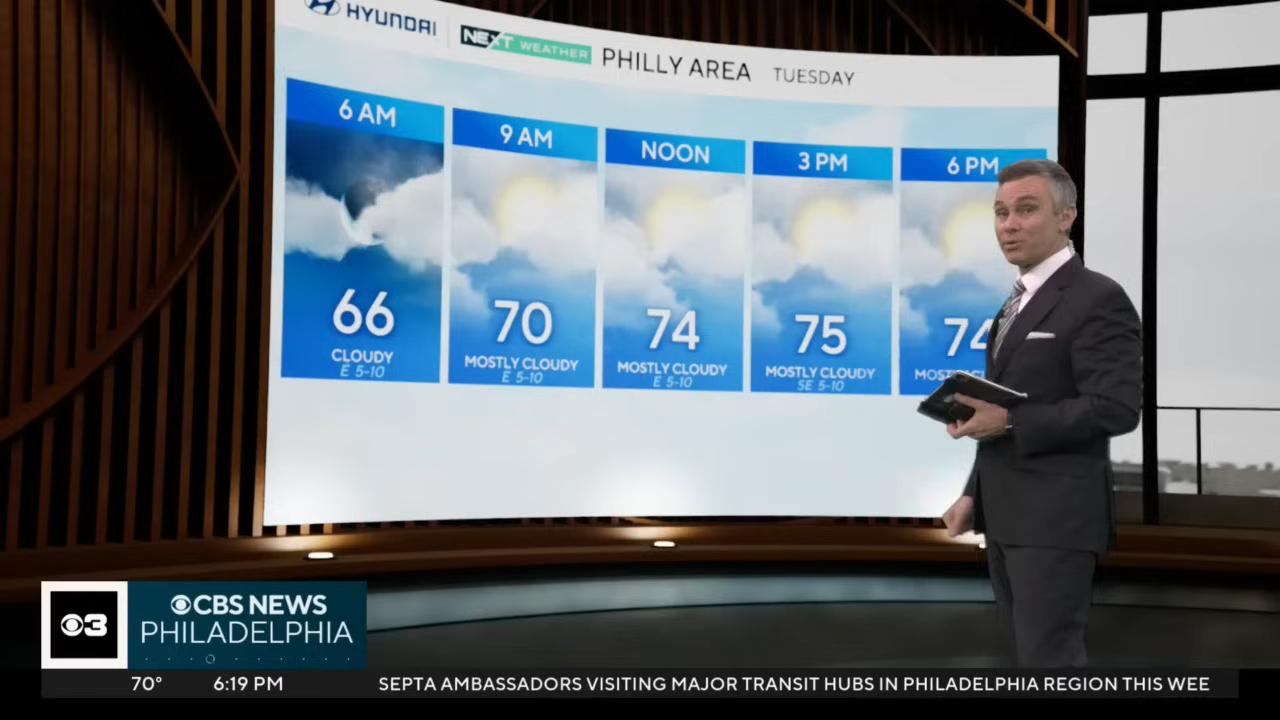 HYUNDAI
NEXT WEATHER
PHILLY AREA TUESDAY
6 AM
66
CLOUDY
E 5-10
9 AM
70
MOSTLY CLOUDY
E 5-10
NOON
74
MOSTLY CLOUDY
E 5-10
3 PM
75
MOSTLY CLOUDY
SE 5-10
6 PM
74
3
CBS NEWS
PHILADELPHIA
70° 6:19 PM SEPTA AMBASSADORS VISITING MAJOR TRANSIT HUBS IN PHILADELPHIA REGION THIS WEE